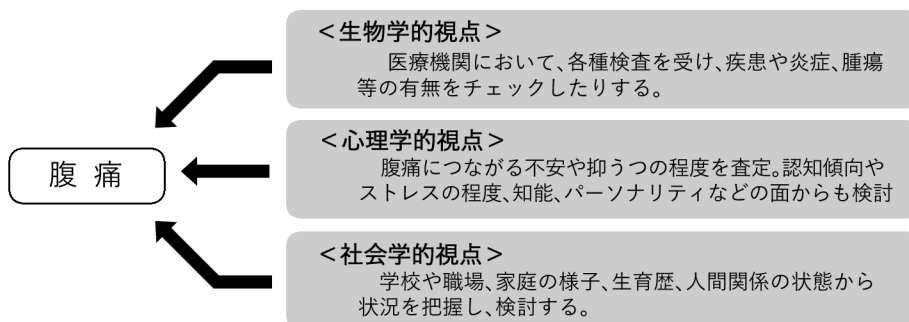 ＜生物学的視点＞
医療機関において、各種検査を受け、疾患や炎症、腫瘍
等の有無をチェックしたりする。
腹 痛
＜心理学的視点＞
腹痛につながる不安や抑うつの程度を査定。認知傾向や
ストレスの程度、知能、パーソナリティなどの面からも検討
＜社会学的視点＞
学校や職場、家庭の様子、生育歴、人間関係の状態から
状況を把握し、検討する。